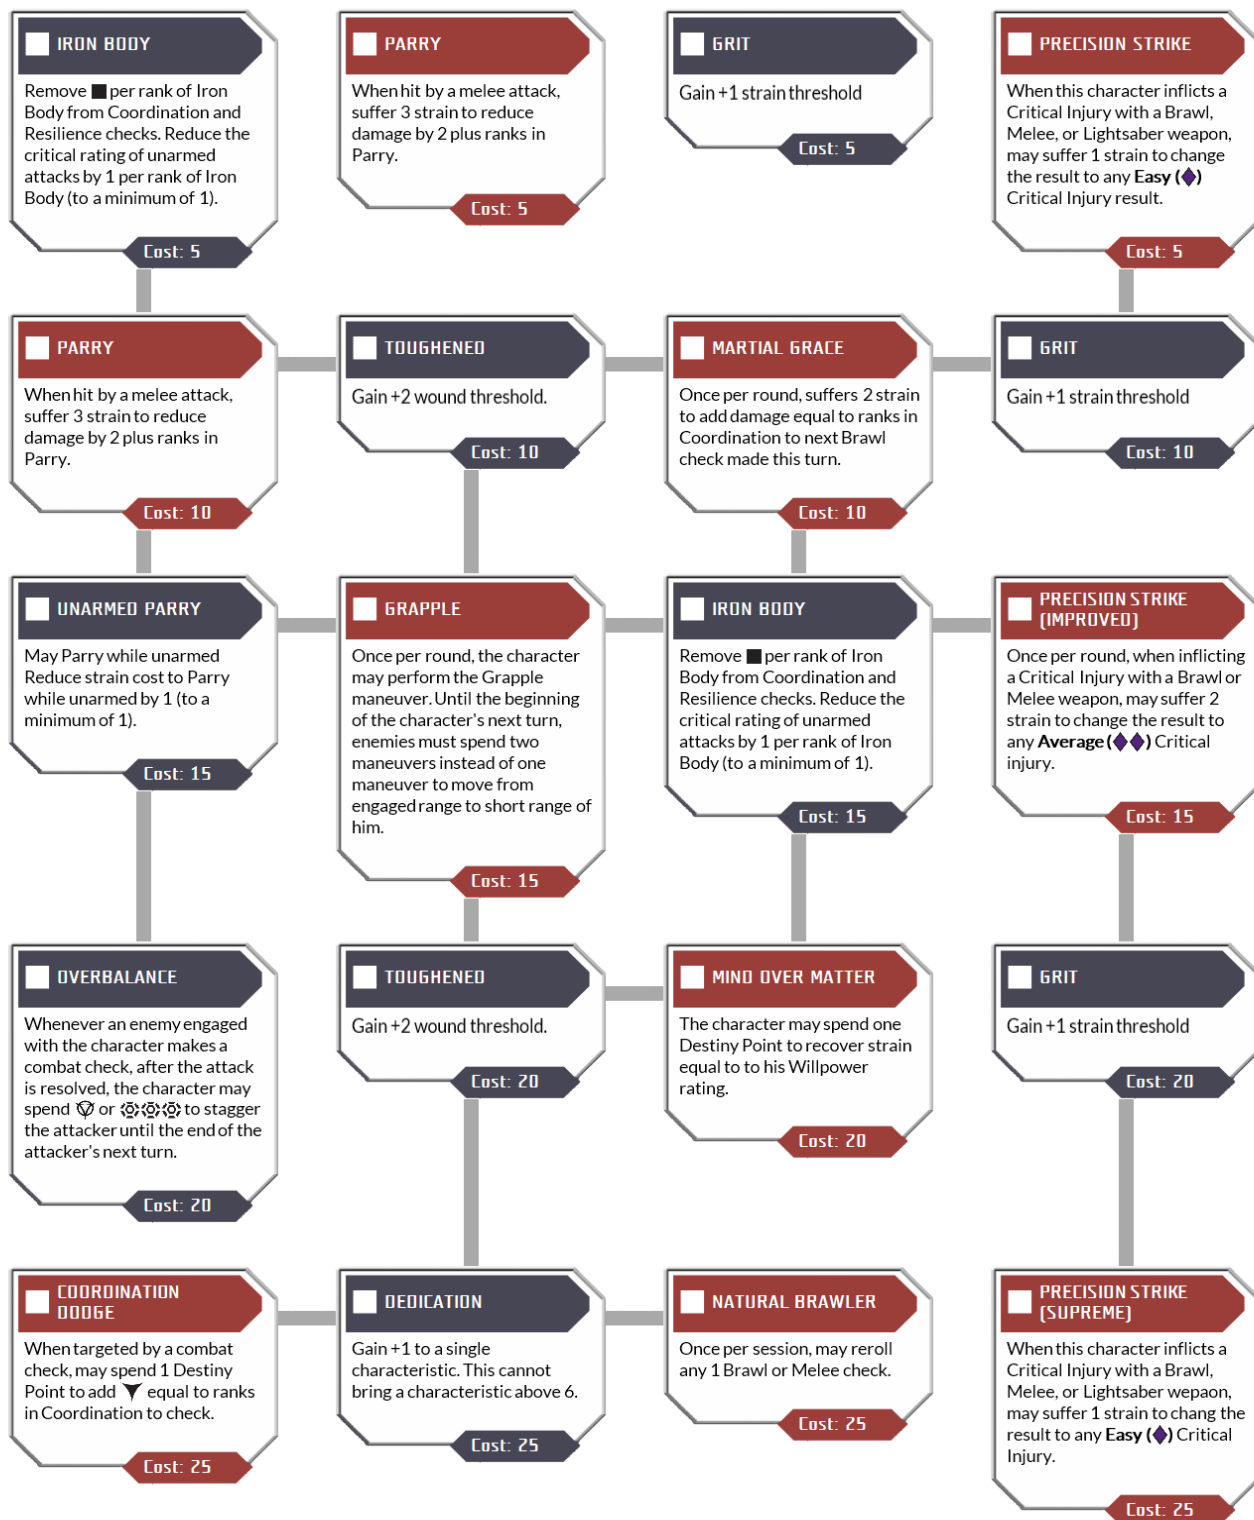 IRON BODY
Remove per rank of Iron
Body from Coordination and
Resilience checks. Reduce the
critical rating of unarmed
attacks by 1 per rank of Iron
Body (to a minimum of 1).
Cost: 5
PARRY
When hit by a melee attack,
suffer 3 strain to reduce
damage by 2 plus ranks in
Parry.
Cost: 5
GRIT
Gain +1 strain threshold
Cost: 5
PRECISION STRIKE
When this character inflicts a
Critical Injury with a Brawl,
Melee, or Lightsaber weapon,
may suffer 1 strain to change
the result to any Easy (♦)
Critical Injury result.
Cost: 5
PARRY
When hit by a melee attack,
suffer 3 strain to reduce
damage by 2 plus ranks in
Parry.
Cost: 10
TOUGHENED
Gain +2 wound threshold.
Cost: 10
MARTIAL GRACE
Once per round, suffers 2 strain
to add damage equal to ranks in
Coordination to next Brawl
check made this turn.
Cost: 10
GRIT
Gain +1 strain threshold
Cost: 10
UNARMED PARRY
May Parry while unarmed
Reduce strain cost to Parry
while unarmed by 1 (to a
minimum of 1).
Cost: 15
GRAPPLE
Once per round, the character
may perform the Grapple
maneuver. Until the beginning
of the character's next turn,
enemies must spend two
maneuvers instead of one
maneuver to move from
engaged range to short range of
him.
Cost: 15
IRON BODY
Remove per rank of Iron
Body from Coordination and
Resilience checks. Reduce the
critical rating of unarmed
attacks by 1 per rank of Iron
Body (to a minimum of 1).
Cost: 15
PRECISION STRIKE
(IMPROVED)
Once per round, when inflicting
a Critical Injury with a Brawl or
Melee weapon, may suffer 2
strain to change the result to
any Average (♦♦) Critical
injury.
Cost: 15
OVERBALANCE
Whenever an enemy engaged
with the character makes a
combat check, after the attack
is resolved, the character may
spend or to stagger
the attacker until the end of the
attacker's next turn.
Cost: 20
TOUGHENED
Gain +2 wound threshold.
Cost: 20
MIND OVER MATTER
The character may spend one
Destiny Point to recover strain
equal to to his Willpower
rating.
Cost: 20
GRIT
Gain +1 strain threshold
Cost: 20
COORDINATION
DODGE
When targeted by a combat
check, may spend 1 Destiny
Point to add equal to ranks
in Coordination to check.
Cost: 25
DEDICATION
Gain +1 to a single
characteristic. This cannot
bring a characteristic above 6.
Cost: 25
NATURAL BRAWLER
Once per session, may reroll
any 1 Brawl or Melee check.
Cost: 25
PRECISION STRIKE
(SUPREME)
When this character inflicts a
Critical Injury with a Brawl,
Melee, or Lightsaber wepaon,
may suffer 1 strain to chang the
result to any Easy (♦) Critical
Injury.
Cost: 25